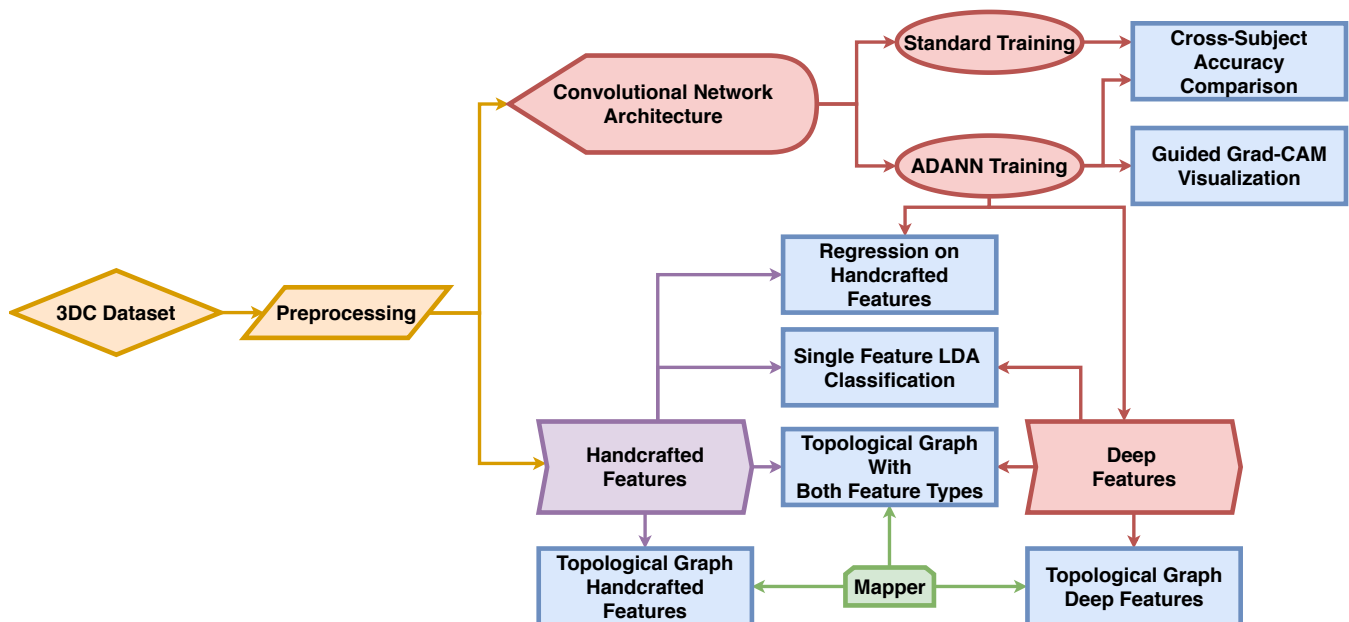 Standard Training
Cross-Subject
Accuracy
Comparison
Convolutional Network
Architecture
ADANN Training
Guided Grad-CAM
Visualization
Regression on
Handcrafted
Features
3DC Dataset
Preprocessing
Single Feature LDA
Classification
Handcrafted
Features
Topological Graph
With
Both Feature Types
Deep
Features
Topological Graph
Handcrafted
Features
Mapper
Topological Graph
Deep Features